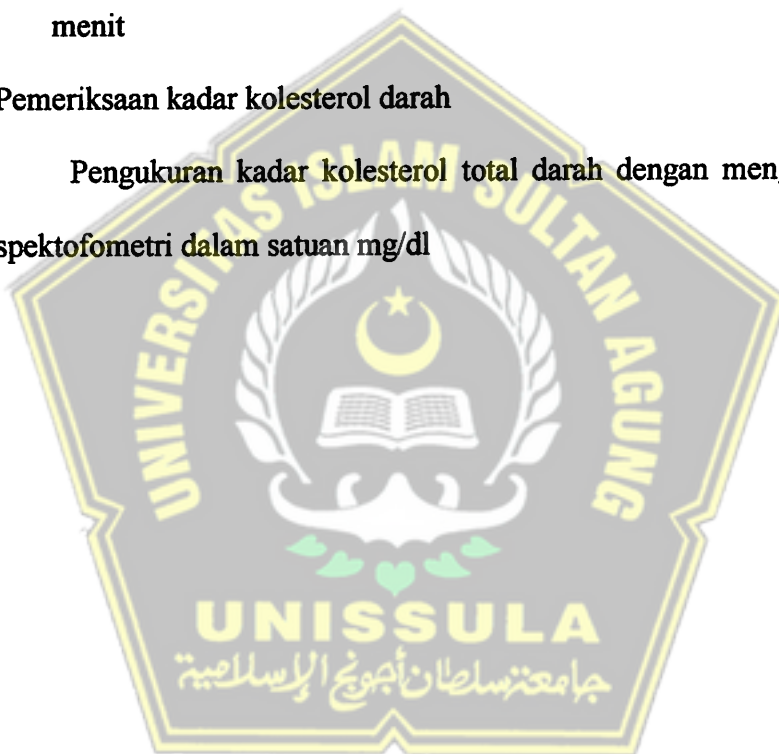 menit
Pemeriksaan kadar kolesterol darah
Pengukuran kadar kolesterol total darah dengan
spektofometri dalam satuan mg/dl
UNIVERSITAS ISLAM SULTAN AGUNG
UNISSULA
جامعة سلطان أجونج الإسلامية